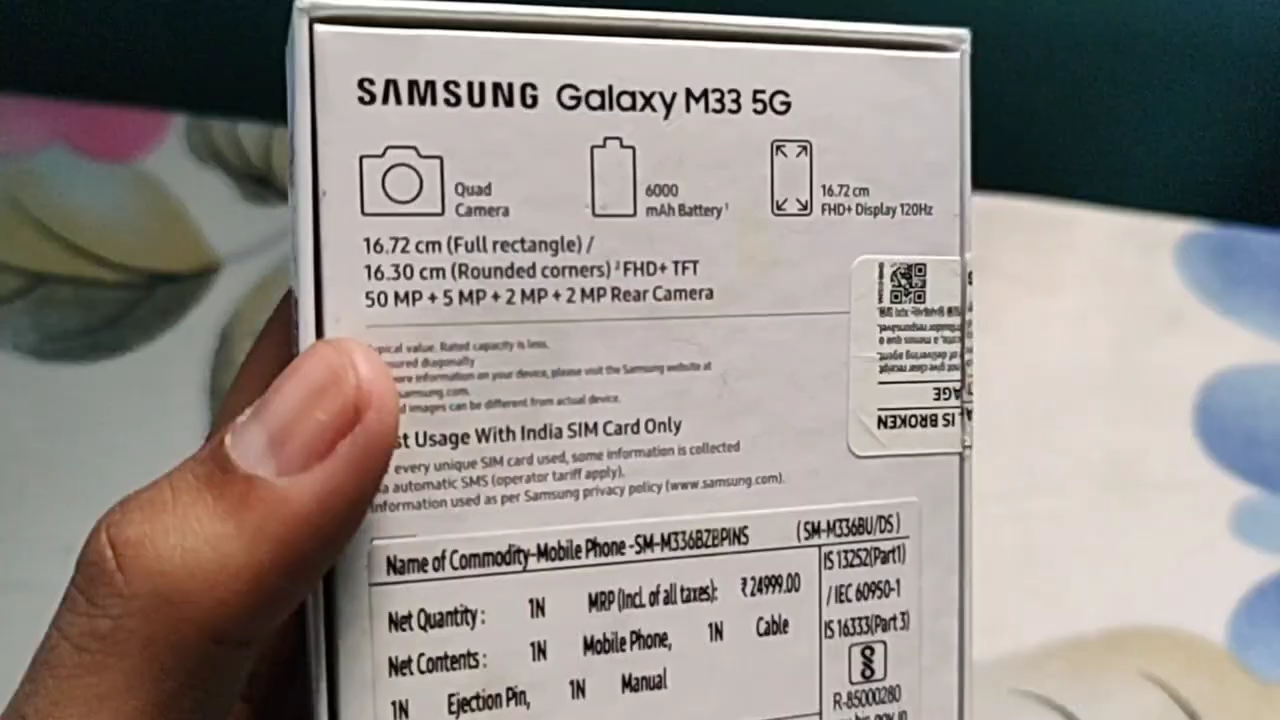 SAMSUNG Galaxy M33 5G
Quad
Camera
6000
mAh Battery¹
16.72 cm
FHD+ Display 120Hz
16.72 cm (Full rectangle) /
16.30 cm (Rounded corners) ² FHD+ TFT
50 MP + 5 MP + 2 MP + 2 MP Rear Camera
value. Rated capacity is less.
diagonally
information on your device, please visit the Samsung website at
samsung.com.
images can be different from actual device.
Usage With India SIM Card Only
every unique SIM card used, some information is collected
automatic SMS (operator tariff apply).
Information used as per Samsung privacy policy (www.samsung.com).
IS BROKEN
Name of Commodity-Mobile Phone -SM-M336BZBPINS (SM-M336BU/DS)
Net Quantity : 1N MRP (Incl. of all taxes): ₹ 24999.00
Net Contents : 1N Mobile Phone, 1N Cable
1N Ejection Pin, 1N Manual
IS 13252(Part1)
/ IEC 60950-1
IS 16333(Part 3)
R-85000280